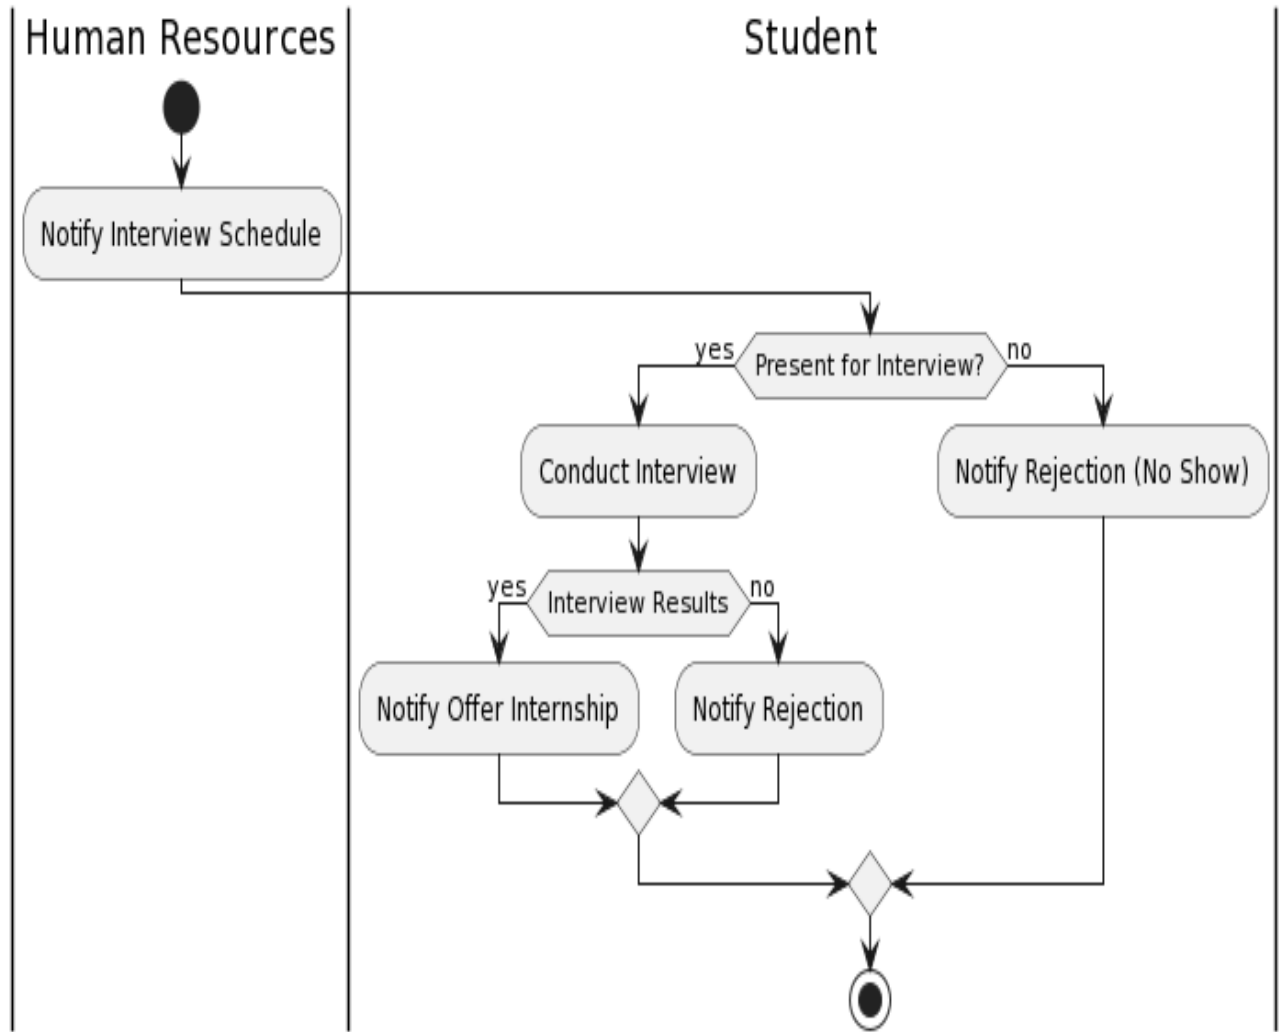 Human Resources
Student
Notify Interview Schedule
yes
Present for Interview?
no
Conduct Interview
Notify Rejection (No Show)
yes
Interview Results
no
Notify Offer Internship
Notify Rejection